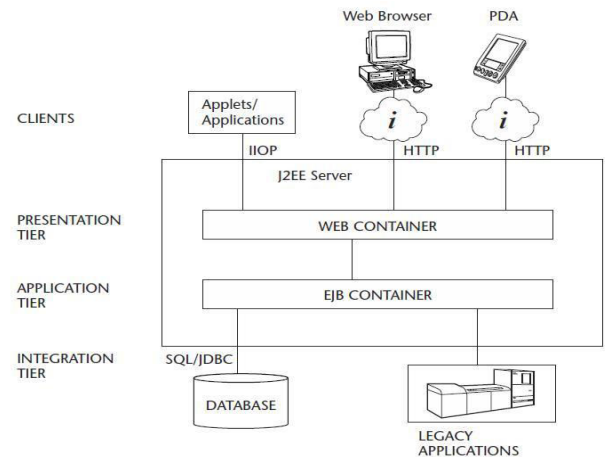 Web Browser
PDA
CLIENTS
Applets/
Applications
i
i
IIOP
HTTP
HTTP
J2EE Server
PRESENTATION
TIER
WEB CONTAINER
APPLICATION
TIER
EJB CONTAINER
INTEGRATION
TIER
SQL/JDBC
DATABASE
LEGACY
APPLICATIONS